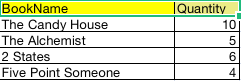 BookName Quantity
The Candy House 10
The Alchemist 5
2 States 6
Five Point Someone 4